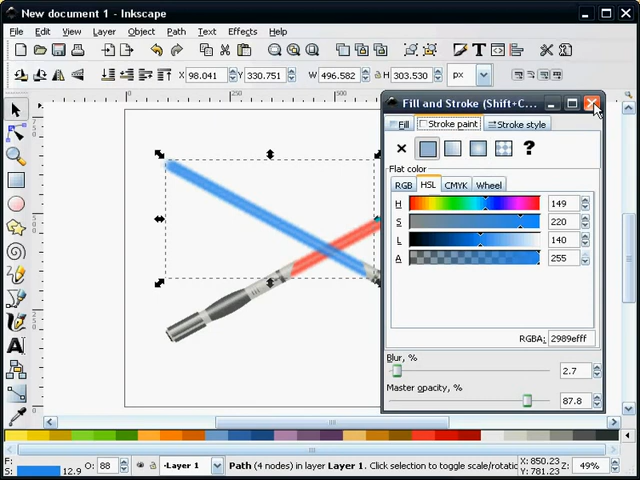 New document 1 - Inkscape
File Edit View Layer Object Path Text Effects Help
X 98.041 Y 330.751 W 496.582 H 303.530 px
Fill and Stroke (Shift+C...
Fill Stroke paint Stroke style
?
Flat color
RGB HSL CMYK Wheel
H 149
S 220
L 140
A 255
RGBA: 2989efff
Blur, %
2.7
Master opacity, %
87.8
F: O: 88 Layer 1 Path (4 nodes) in layer Layer 1. Click selection to toggle scale/rotatio X: 850.23 Z: 49%
S: 12.9 Y: 781.23